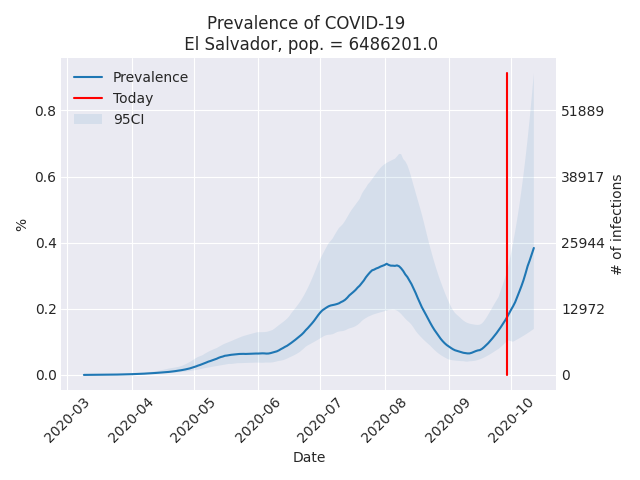 Prevalence of COVID-19
El Salvador, pop. = 6486201.0
Prevalence
Today
95CI
%
0.8
0.6
0.4
0.2
0.0
51889
38917
25944
12972
0
# of infections
2020-03
2020-04
2020-05
2020-06
2020-07
2020-08
2020-09
2020-10
Date